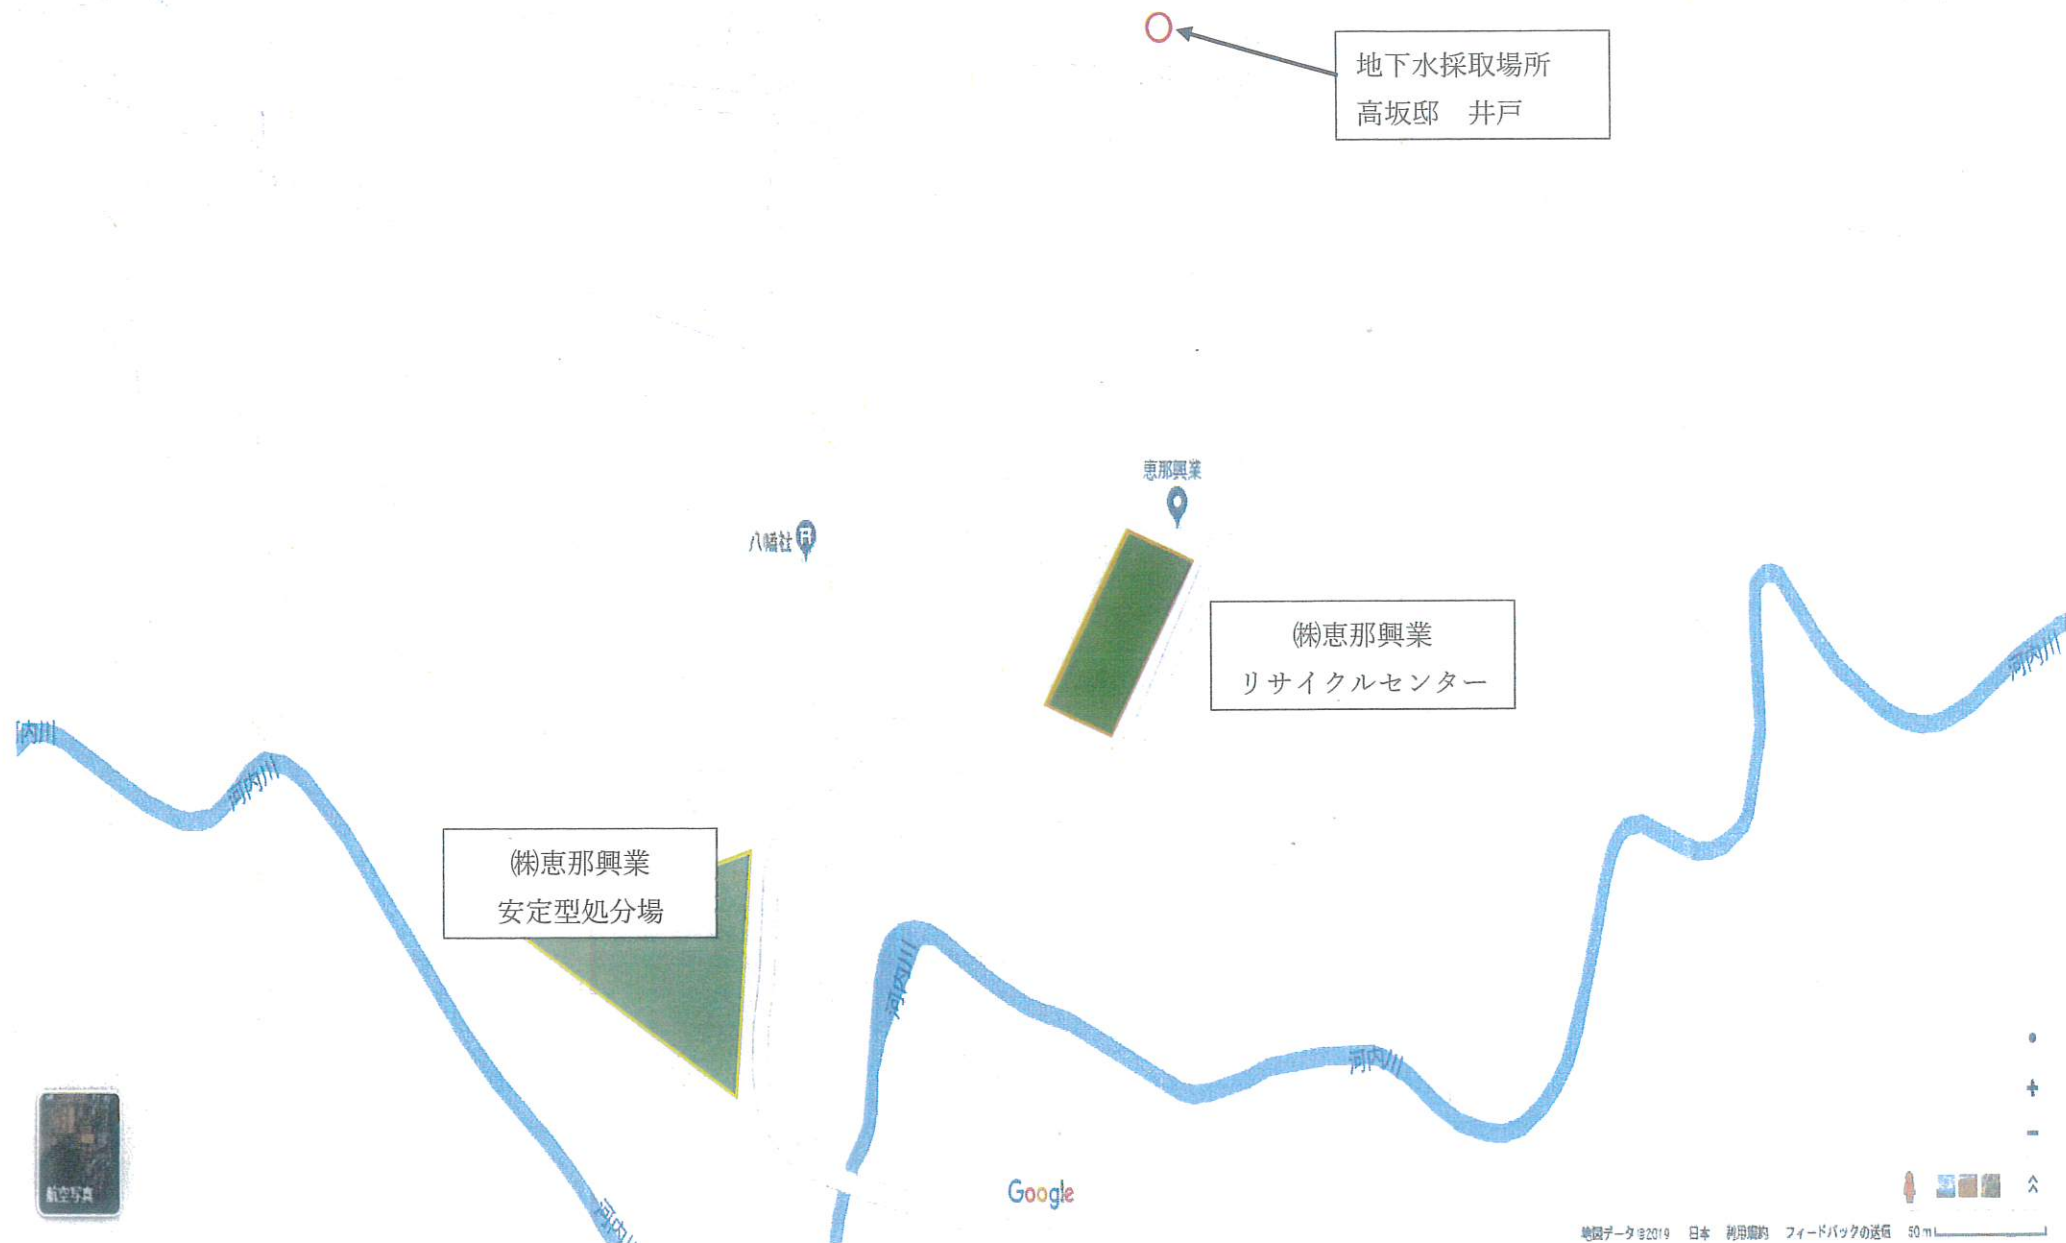 地下水採取場所
高坂邸　井戸
恵那興業
八幡社
㈱恵那興業
リサイクルセンター
河内川
内川
河内川
㈱恵那興業
安定型処分場
河内川
河内川
航空写真
Google
河内川
地図データ ©2019　日本　利用規約　フィードバックの送信　50 m